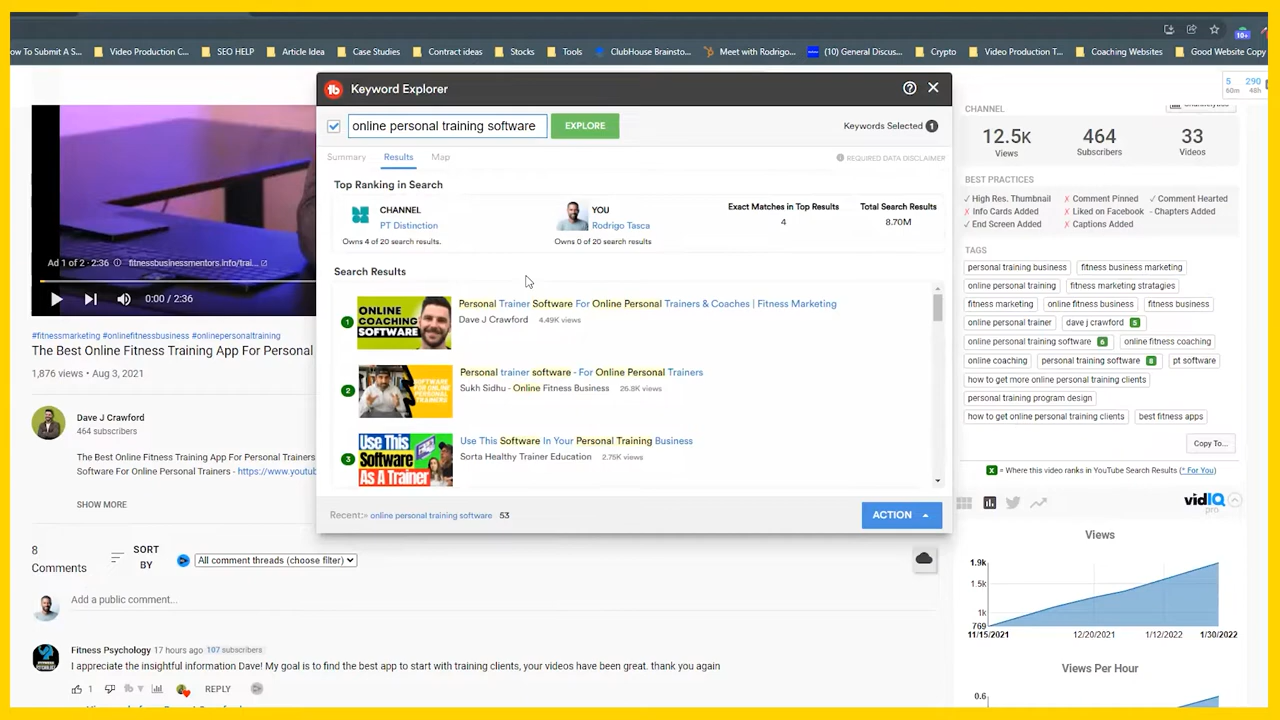 10+
ow To Submit A S...
Video Production C...
SEO HELP
Article Idea
Case Studies
Contract ideas
Stocks
Tools
ClubHouse Brainsto...
Meet with Rodrigo...
(10) General Discus...
Crypto
Video Production T...
Coaching Websites
Good Website Copy
Keyword Explorer
online personal training software
EXPLORE
Keywords Selected 1
Summary
Results
Map
REQUIRED DATA DISCLAIMER
Top Ranking in Search
CHANNEL
PT Distinction
Owns 4 of 20 search results.
YOU
Rodrigo Tasca
Owns 0 of 20 search results
Exact Matches in Top Results
4
Total Search Results
8.70M
Search Results
1
ONLINE COACHING SOFTWARE
Personal Trainer Software For Online Personal Trainers & Coaches | Fitness Marketing
Dave J Crawford 4.49K views
2
SOFTWARE FOR ONLINE PERSONAL TRAINERS
Personal trainer software - For Online Personal Trainers
Sukh Sidhu - Online Fitness Business 26.8K views
3
Use This Software As A Trainer
Use This Software In Your Personal Training Business
Sorta Healthy Trainer Education 2.75K views
Recent:» online personal training software 53
ACTION
Ad 1 of 2 · 2:36 fitnessbusinessmentors.info/trai...
0:00 / 2:36
#fitnessmarketing #onlinefitnessbusiness #onlinepersonaltraining
The Best Online Fitness Training App For Personal
1,876 views • Aug 3, 2021
Dave J Crawford
464 subscribers
The Best Online Fitness Training App For Personal Trainers
Software For Online Personal Trainers - https://www.youtub
SHOW MORE
8
Comments
SORT
BY
All comment threads (choose filter)
Add a public comment...
Fitness Psychology 17 hours ago 107 subscribers
I appreciate the insightful information Dave! My goal is to find the best app to start with training clients, your videos have been great. thank you again
1
REPLY
5 290
60m 48h
CHANNEL
12.5K
Views
464
Subscribers
33
Videos
BEST PRACTICES
✓ High Res. Thumbnail ✗ Comment Pinned ✓ Comment Hearted
✗ Info Cards Added ✗ Liked on Facebook - Chapters Added
✓ End Screen Added ✗ Captions Added
TAGS
personal training business
fitness business marketing
online personal training
fitness marketing strategies
fitness marketing
online fitness business
fitness business
online personal trainer
dave j crawford 5
online personal training software 6
online fitness coaching
online coaching
personal training software 8
pt software
how to get more online personal training clients
personal training program design
how to get online personal training clients
best fitness apps
Copy To...
X = Where this video ranks in YouTube Search Results (* For You)
vidIQ
pro
Views
1.9k
1.5k
1k
769
11/15/2021 12/20/2021 1/12/2022 1/30/2022
Views Per Hour
0.6